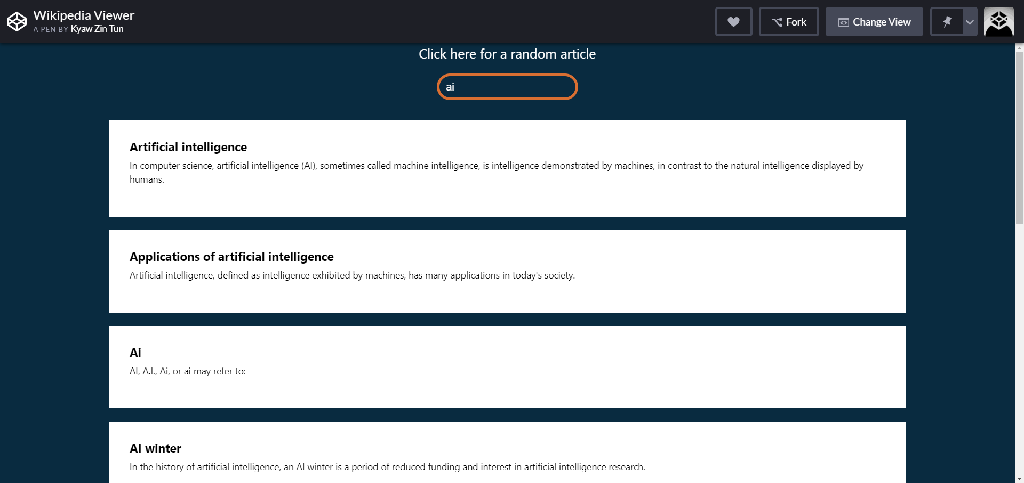 Wikipedia Viewer
A PEN BY Kyaw Zin Tun
Fork
Change View
Click here for a random article
ai
Artificial intelligence
In computer science, artificial intelligence (AI), sometimes called machine intelligence, is intelligence demonstrated by machines, in contrast to the natural intelligence displayed by
humans.
Applications of artificial intelligence
Artificial intelligence, defined as intelligence exhibited by machines, has many applications in today's society.
Ai
AI, A.I., Ai, or ai may refer to:
AI winter
In the history of artificial intelligence, an AI winter is a period of reduced funding and interest in artificial intelligence research.